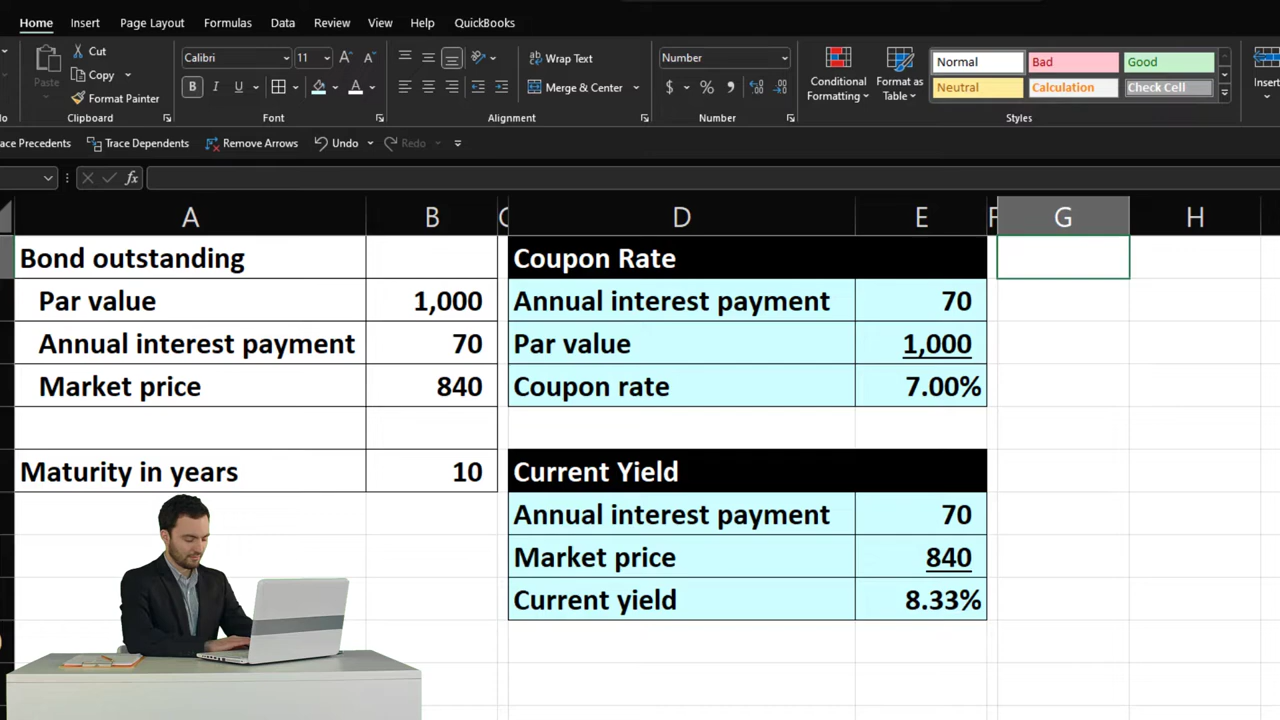 Home Insert Page Layout Formulas Data Review View Help QuickBooks
Cut
Copy
Format Painter
Paste
Clipboard
Calibri 11
B I U
Font
Wrap Text
Merge & Center
Alignment
Number
$ % 9
Number
Conditional Formatting
Format as Table
Normal Bad Good
Neutral Calculation Check Cell
Styles
Insert
ace Precedents Trace Dependents Remove Arrows Undo Redo
fx
A B C D E F G H
Bond outstanding Coupon Rate
Par value 1,000 Annual interest payment 70
Annual interest payment 70 Par value 1,000
Market price 840 Coupon rate 7.00%
Maturity in years 10 Current Yield
Annual interest payment 70
Market price 840
Current yield 8.33%